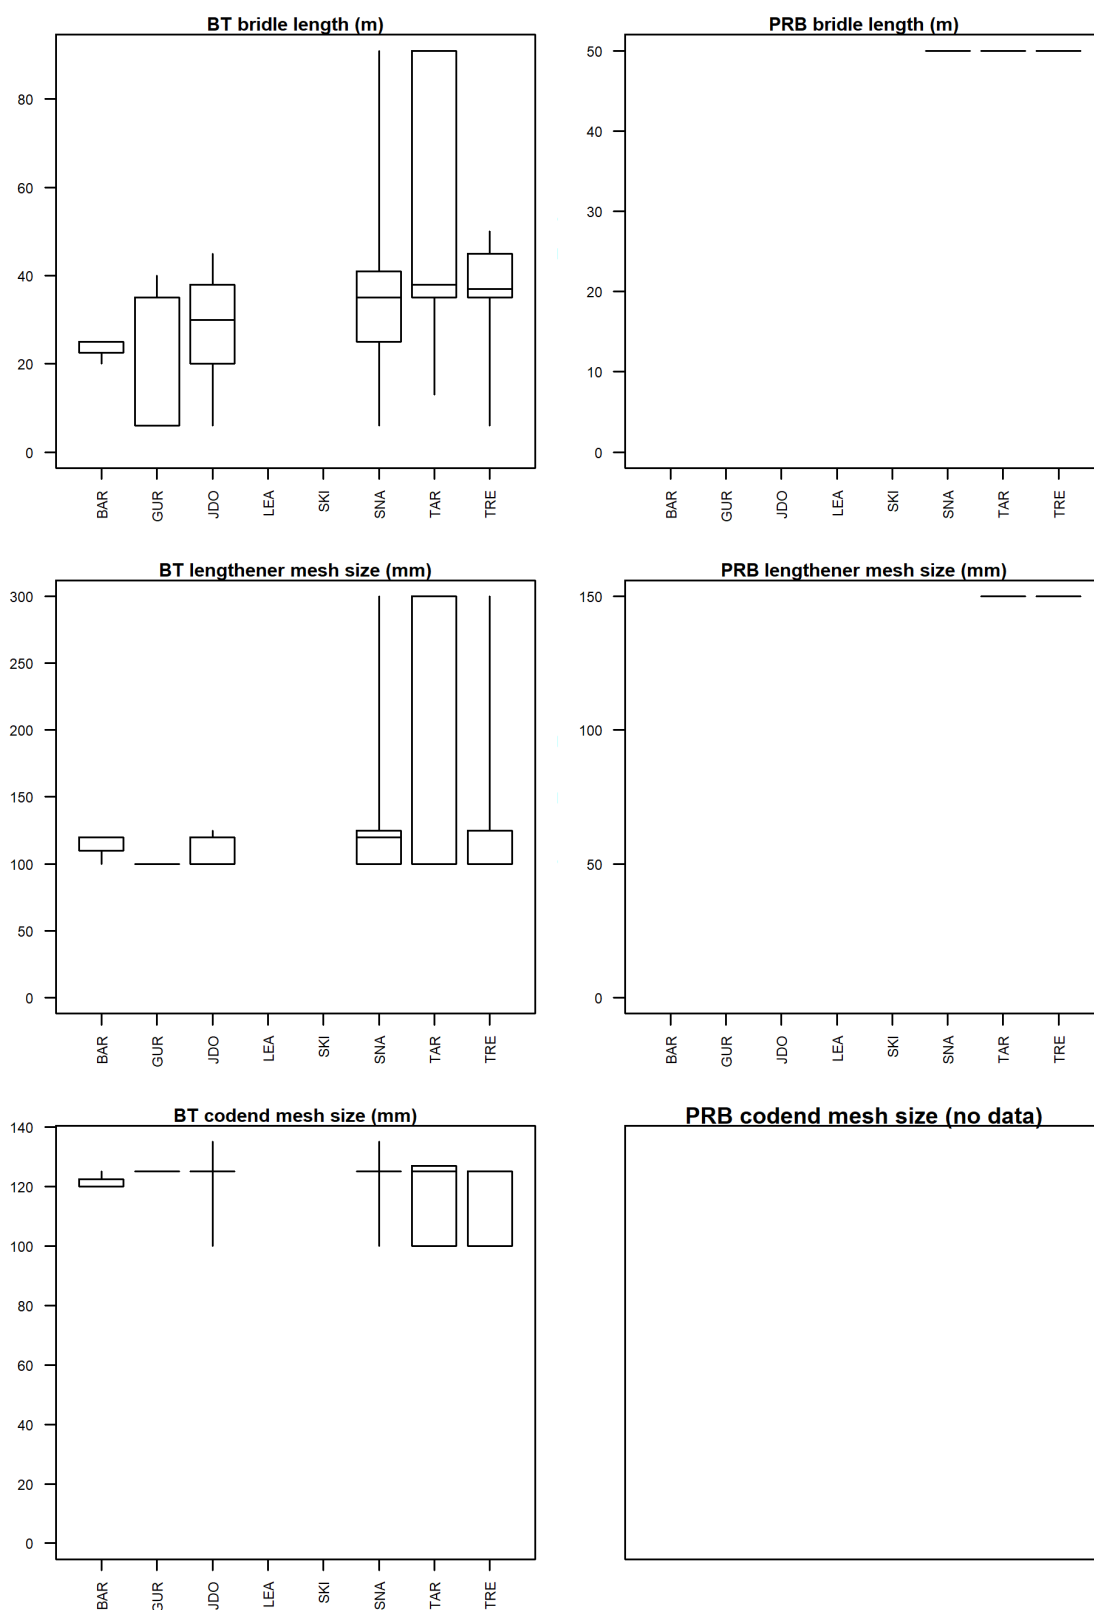 BT bridle length (m)
80
60
40
20
0
BAR GUR JDO LEA SKI SNA TAR TRE
PRB bridle length (m)
50
40
30
20
10
0
BAR GUR JDO LEA SKI SNA TAR TRE
BT lengthener mesh size (mm)
300
250
200
150
100
50
0
BAR GUR JDO LEA SKI SNA TAR TRE
PRB lengthener mesh size (mm)
150
100
50
0
BAR GUR JDO LEA SKI SNA TAR TRE
BT codend mesh size (mm)
140
120
100
80
60
40
20
0
BAR GUR JDO LEA SKI SNA TAR TRE
PRB codend mesh size (no data)